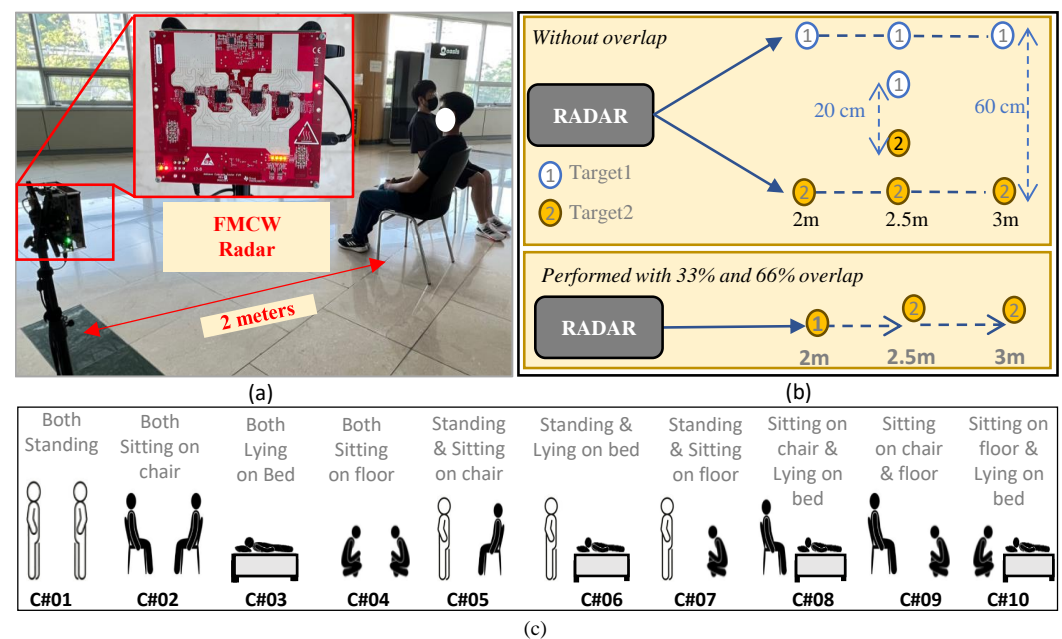 FMCW
Radar
2 meters
(a)
Without overlap
RADAR
1
1
1
1
20 cm
60 cm
2
1 Target1
2 Target2
2
2
2
2m
2.5m
3m
Performed with 33% and 66% overlap
RADAR
1
2
2
2m
2.5m
3m
(b)
Both
Standing
Both
Sitting on
chair
Both
Lying
on Bed
Both
Sitting
on floor
Standing
& Sitting
on chair
Standing &
Lying on bed
Standing
& Sitting
on floor
Sitting on
chair &
Lying on
bed
Sitting
on chair
& floor
Sitting on
floor &
Lying on
bed
C#01
C#02
C#03
C#04
C#05
C#06
C#07
C#08
C#09
C#10
(c)